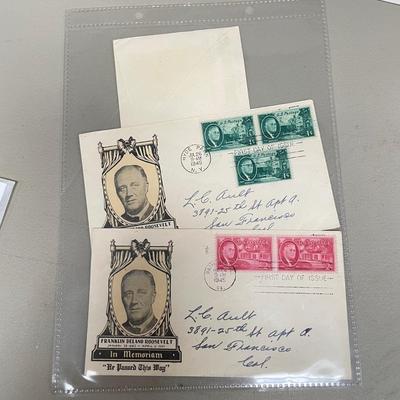 U.S. POSTAGE
HYDE PARK
JUL 26
1945
N.Y.
FIRST DAY OF ISSUE
1¢
L.C. Ault
3891-25th St Apt A.
San Francisco
Cal.
1945
FIRST DAY OF ISSUE
L.C. Ault
3891-25th St Apt A.
San Francisco
Cal.
FRANKLIN DELANO ROOSEVELT
In Memoriam
"He Passed This Way"